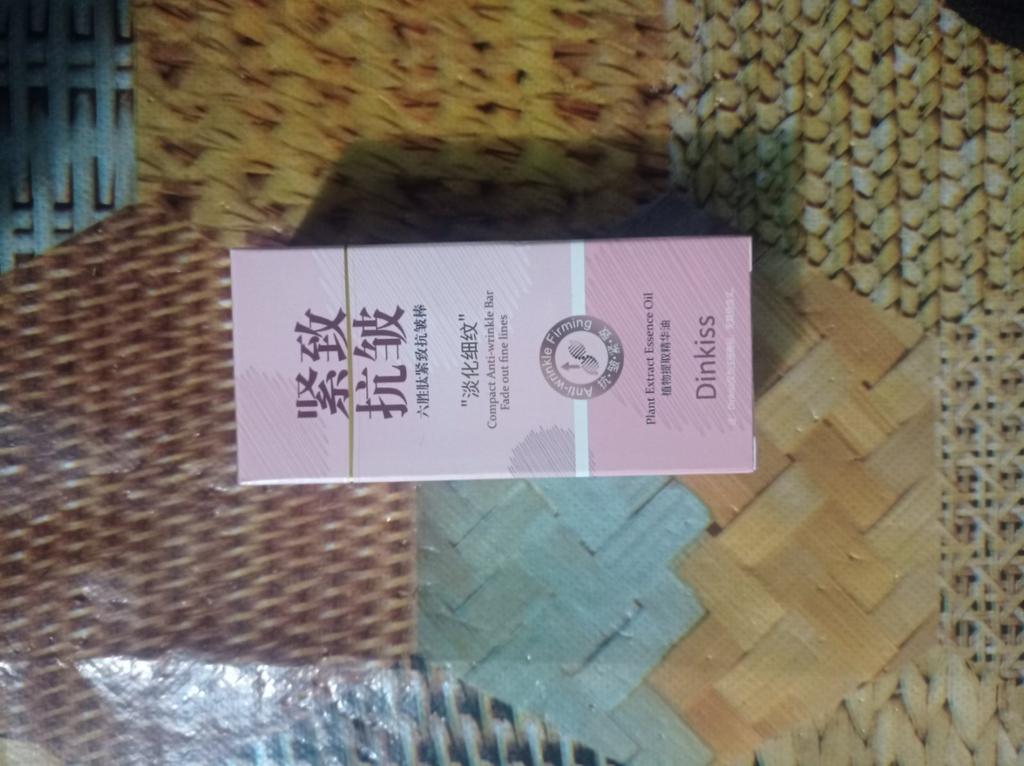 紧致
抗皱
六胜肽紧致抗皱棒
"淡化细纹"
Compact Anti-wrinkle Bar
Fade out fine lines
Anti-wrinkle Firming
Plant Extract Essence Oil
植物提取精华油
Dinkiss